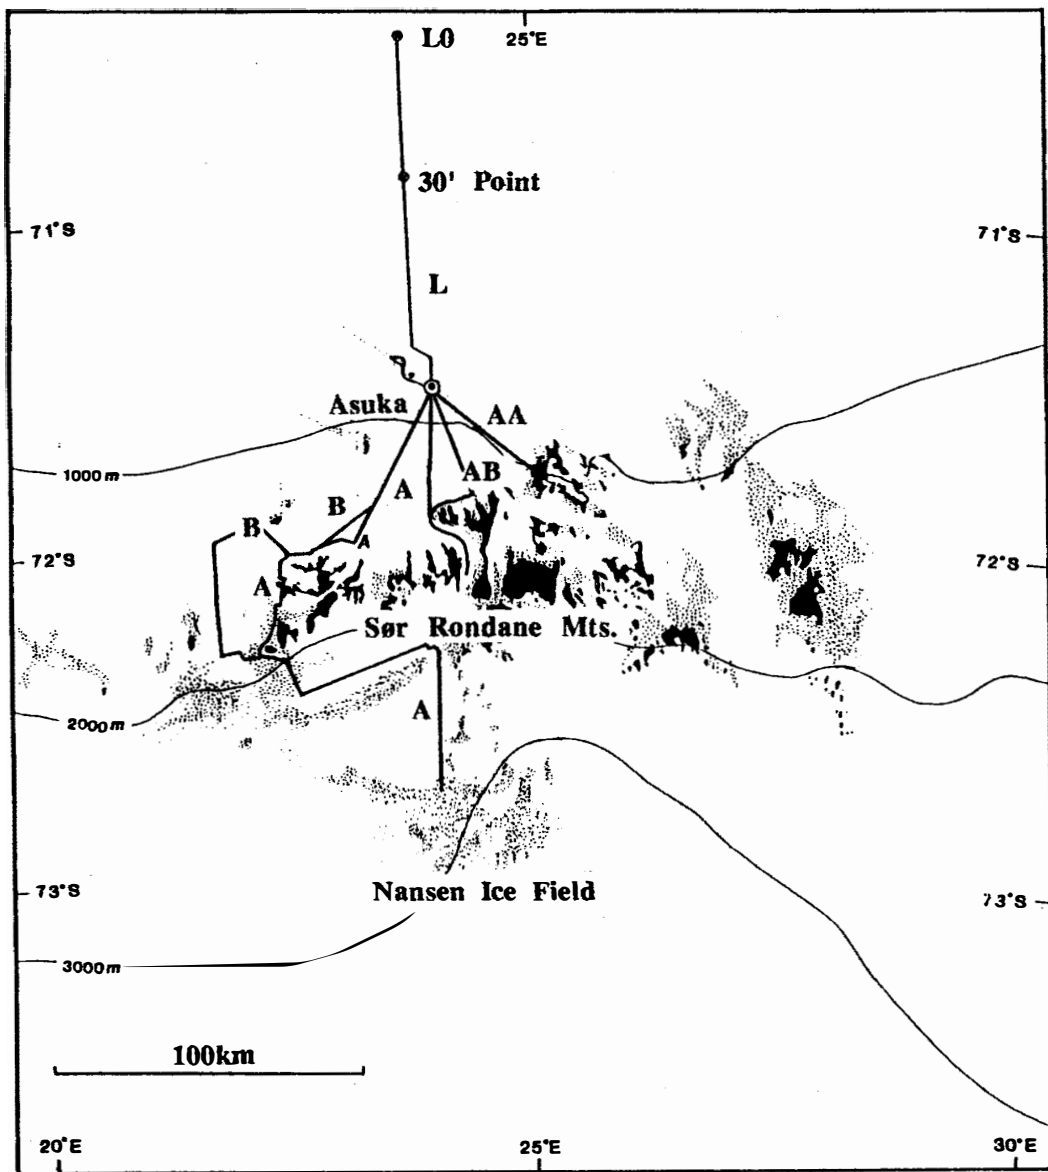 L0
25°E
30' Point
71°S
71°S
L
Asuka
AA
1000m
A
AB
B
B
A
72°S
72°S
A
Sør Rondane Mts.
A
2000m
73°S
Nansen Ice Field
73°S
3000m
100km
20°E
25°E
30°E